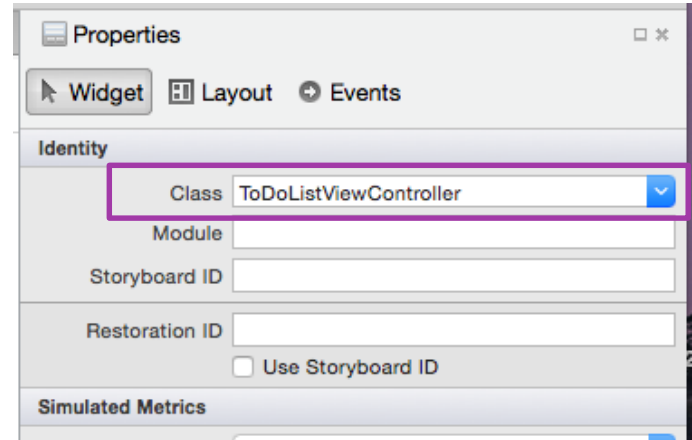 Properties
Widget Layout Events
Identity
Class ToDoListViewController
Module
Storyboard ID
Restoration ID
Use Storyboard ID
Simulated Metrics